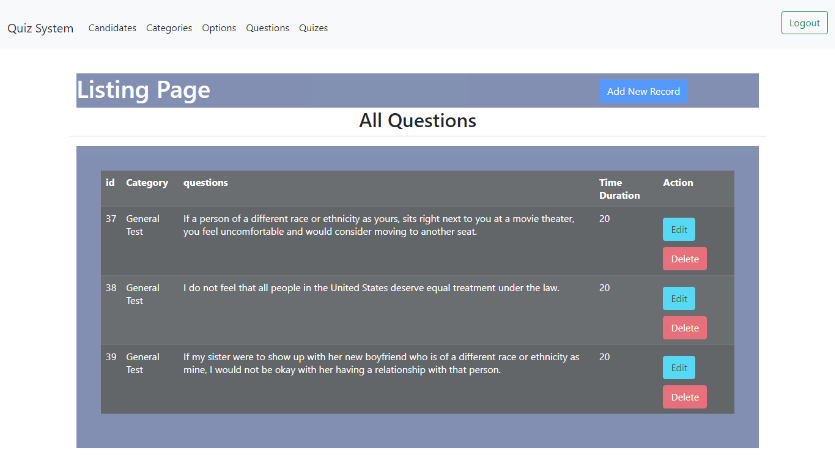 Quiz System Candidates Categories Options Questions Quizes Logout
Listing Page Add New Record
All Questions
id Category questions Time Duration Action
37 General Test If a person of a different race or ethnicity as yours, sits right next to you at a movie theater,
you feel uncomfortable and would consider moving to another seat. 20 Edit
Delete
38 General Test I do not feel that all people in the United States deserve equal treatment under the law. 20 Edit
Delete
39 General Test If my sister were to show up with her new boyfriend who is of a different race or ethnicity as
mine, I would not be okay with her having a relationship with that person. 20 Edit
Delete